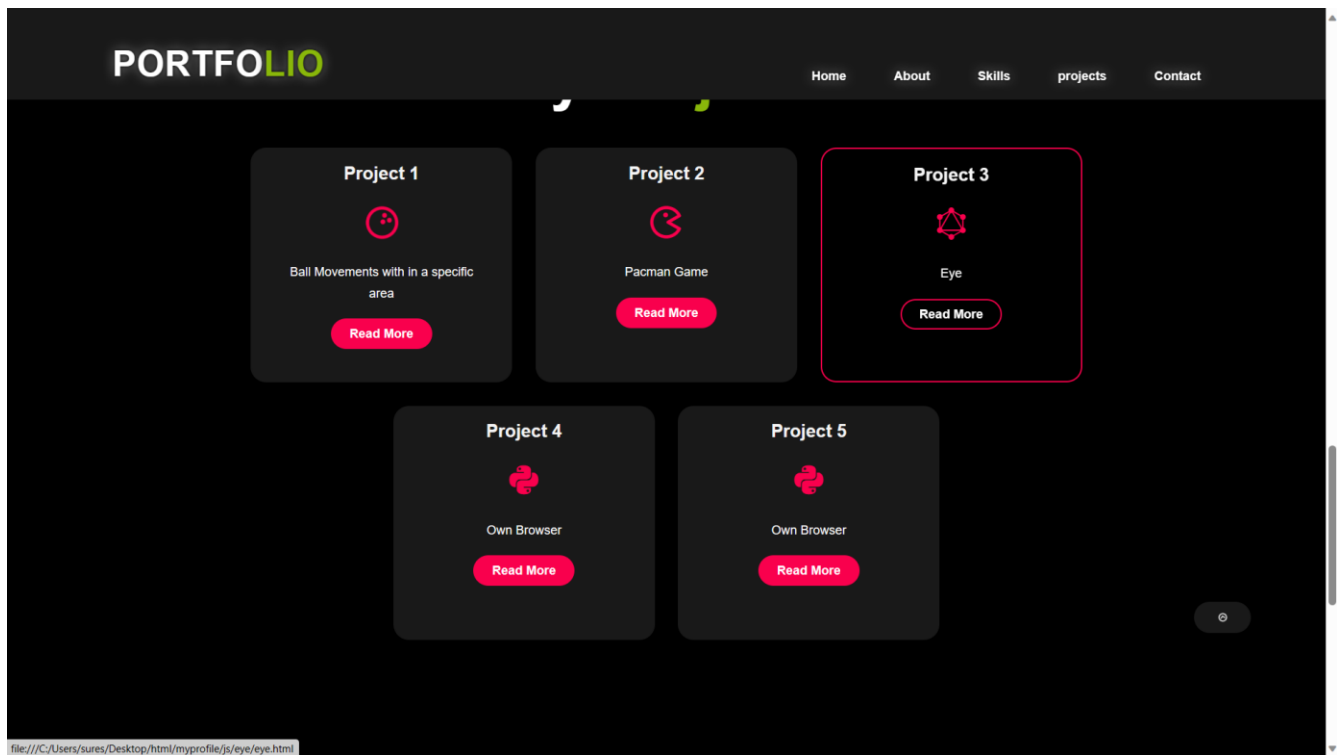 PORTFOLIO
Home About Skills projects Contact
Project 1
Ball Movements with in a specific
area
Read More
Project 2
Pacman Game
Read More
Project 3
Eye
Read More
Project 4
Own Browser
Read More
Project 5
Own Browser
Read More
file:///C:/Users/sures/Desktop/html/myprofile/js/eye/eye.html